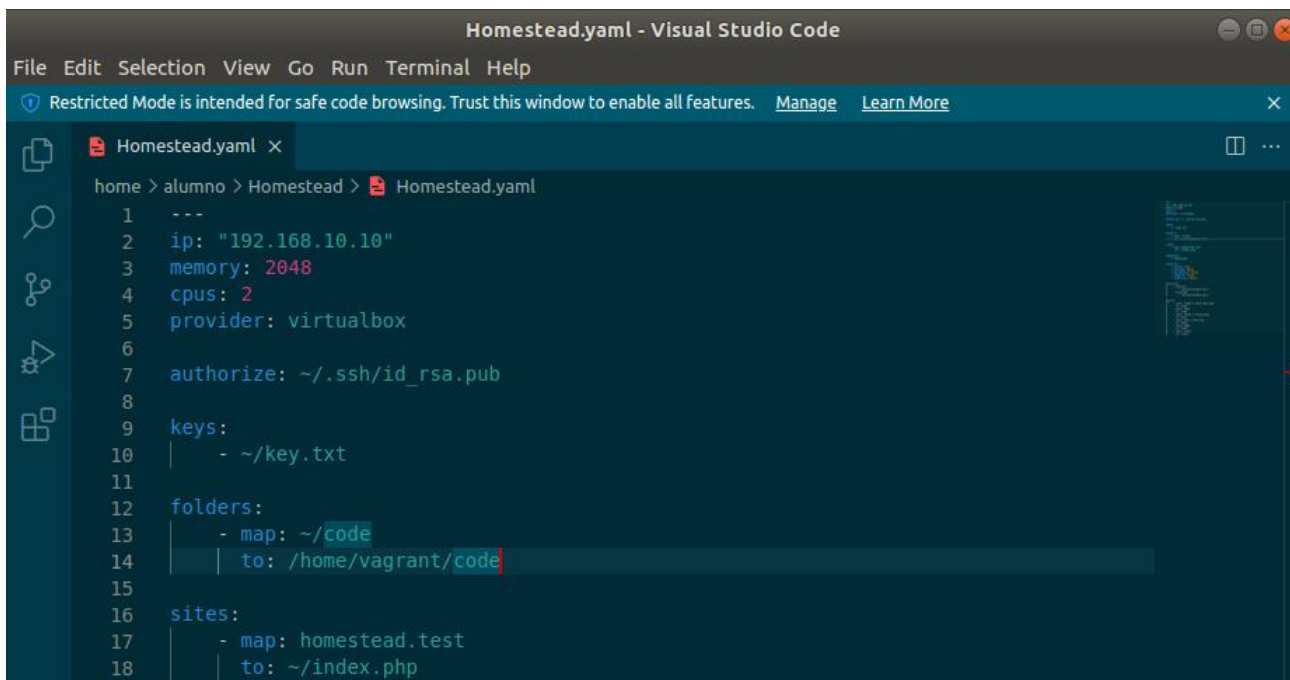 Homestead.yaml - Visual Studio Code
File Edit Selection View Go Run Terminal Help
Restricted Mode is intended for safe code browsing. Trust this window to enable all features. Manage Learn More
Homestead.yaml
home > alumno > Homestead > Homestead.yaml
1 ---
2 ip: "192.168.10.10"
3 memory: 2048
4 cpus: 2
5 provider: virtualbox
6
7 authorize: ~/.ssh/id_rsa.pub
8
9 keys:
10 - ~/key.txt
11
12 folders:
13 - map: ~/code
14 to: /home/vagrant/code
15
16 sites:
17 - map: homestead.test
18 to: ~/index.php